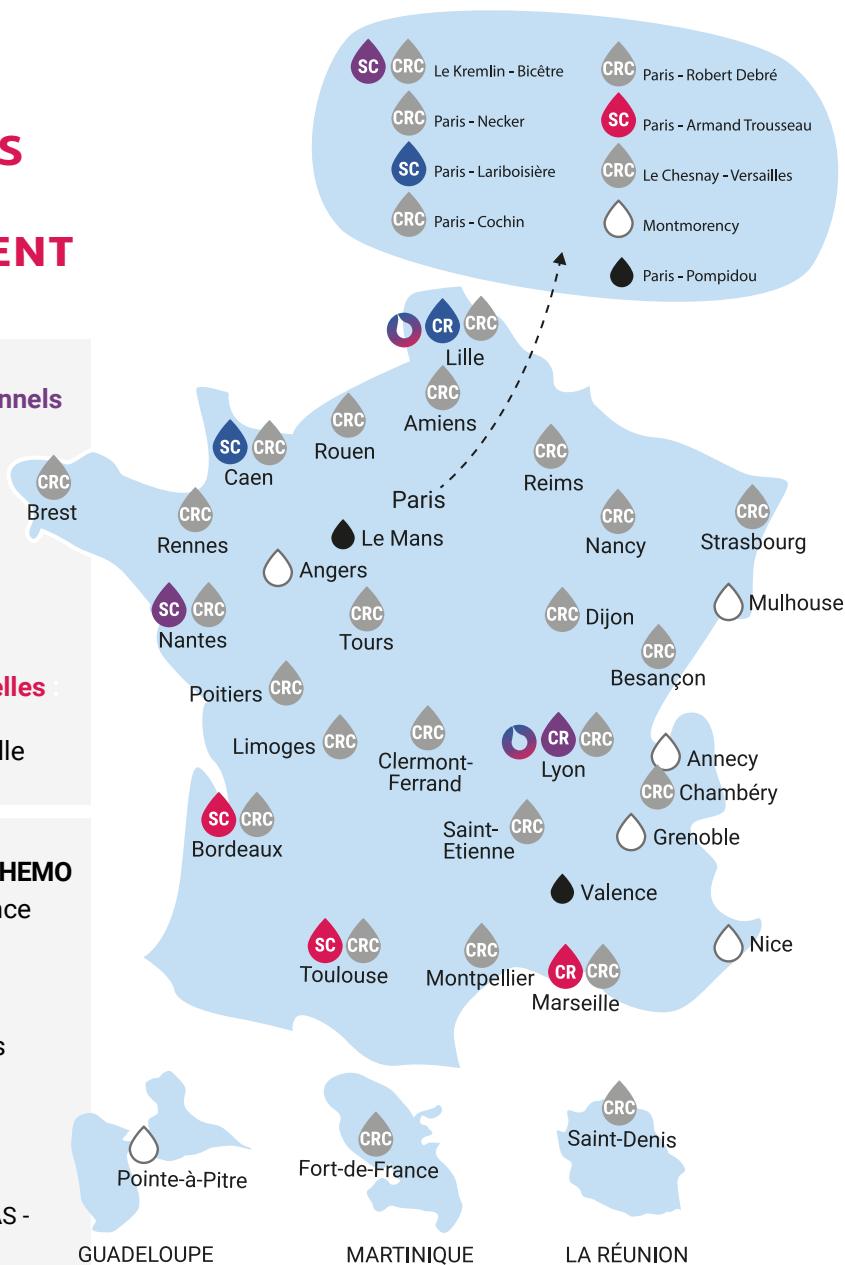 S
ENT
nnels
elles :
lle
HEMO
nce
s
AS -
SC CRC Le Kremlin - Bicêtre
CRC Paris - Necker
SC Paris - Lariboisière
CRC Paris - Cochin
CRC Paris - Robert Debré
SC Paris - Armand Trousseau
CRC Le Chesnay - Versailles
Montmorency
Paris - Pompidou
CR CRC
Lille
CRC
Amiens
CRC
Rouen
SC CRC
Caen
CRC
Reims
CRC
Brest
CRC
Rennes
Paris
CRC
Nancy
CRC
Strasbourg
Le Mans
Angers
Mulhouse
SC CRC
Nantes
CRC
Tours
CRC Dijon
CRC
Besançon
Poitiers CRC
Limoges CRC
CRC
Clermont-
Ferrand
CR CRC
Lyon
Annecy
CRC Chambéry
SC CRC
Bordeaux
Saint-
Etienne
CRC
Grenoble
Valence
SC CRC
Toulouse
CRC
Montpellier
CR CRC
Marseille
Nice
Pointe-à-Pitre
CRC
Fort-de-France
CRC
Saint-Denis
GUADELOUPE
MARTINIQUE
LA RÉUNION